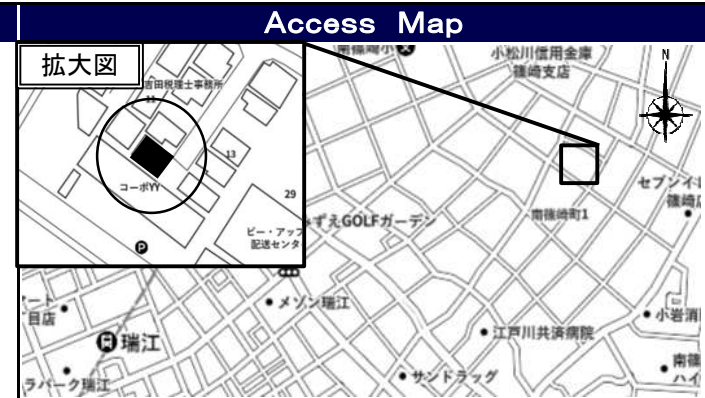 Access Map
拡大図
吉田税理士事務所
11
13
コーポYY
29
ビー・アップ
配送センタ
P
南篠崎小
小松川信用金庫
篠崎支店
N
セブンイレ
篠崎店
南篠崎町1
みずえGOLFガーデン
メゾン瑞江
ート
目店
瑞江
小岩消
江戸川共済病院
南篠
ハイ
ラパーク瑞江
サンドラッグ